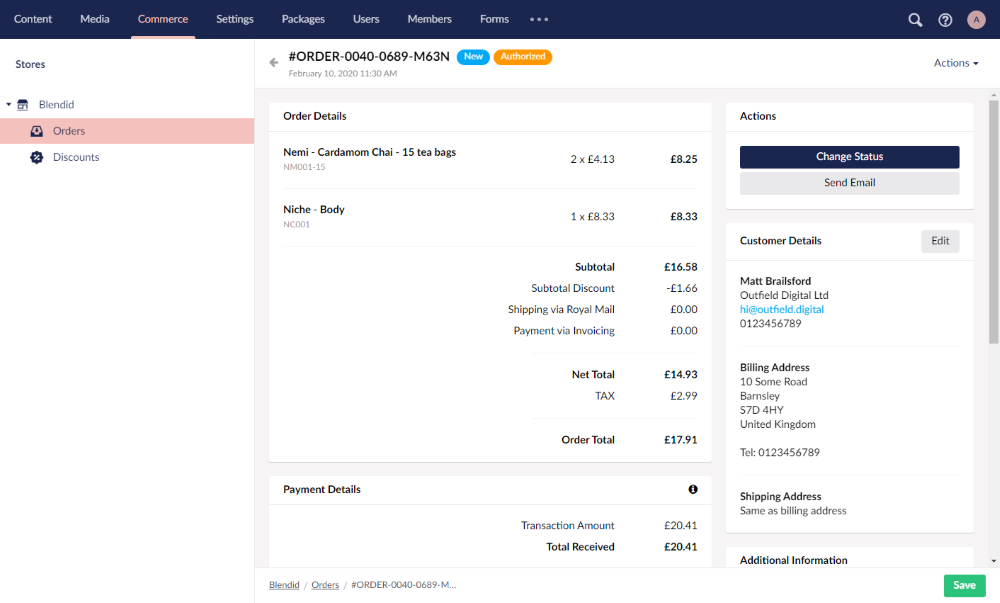 Content Media Commerce Settings Packages Users Members Forms
A
Stores
#ORDER-0040-0689-M63N New Authorized
February 10, 2020 11:30 AM
Actions
Blendid
Orders
Discounts
Order Details
Nemi - Cardamom Chai - 15 tea bags 2 x £4.13 £8.25
NM001-15
Niche - Body 1 x £8.33 £8.33
NC001
Subtotal £16.58
Subtotal Discount -£1.66
Shipping via Royal Mail £0.00
Payment via Invoicing £0.00
Net Total £14.93
TAX £2.99
Order Total £17.91
Payment Details
Transaction Amount £20.41
Total Received £20.41
Actions
Change Status
Send Email
Customer Details Edit
Matt Brailsford
Outfield Digital Ltd
hi@outfield.digital
0123456789
Billing Address
10 Some Road
Barnsley
S7D 4HY
United Kingdom
Tel: 0123456789
Shipping Address
Same as billing address
Additional Information
Blendid / Orders / #ORDER-0040-0689-M...
Save